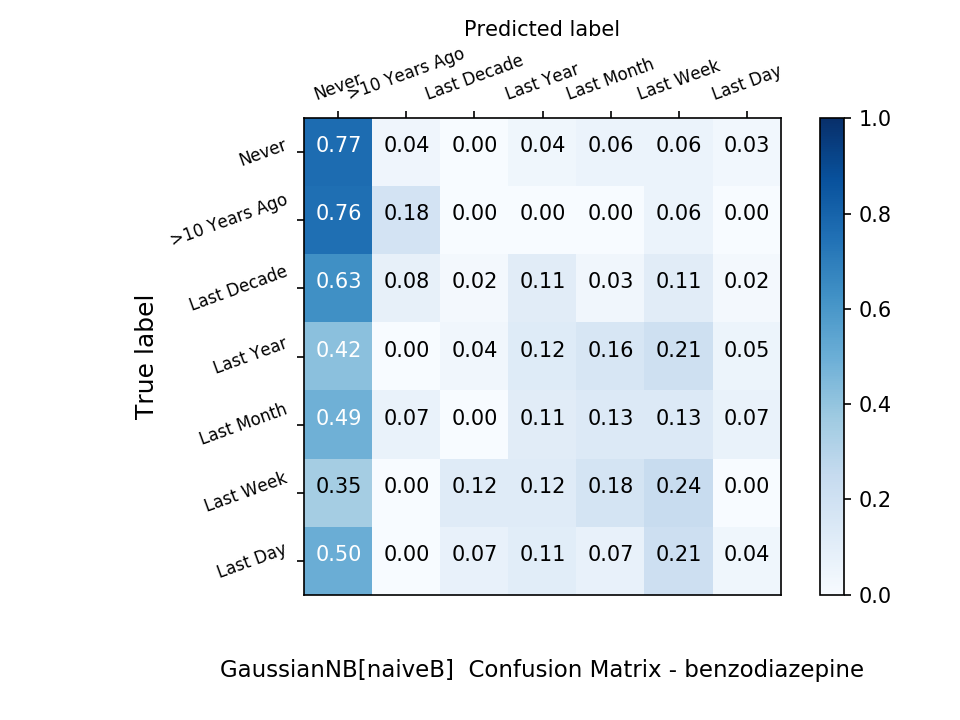 Predicted label
Never >10 Years Ago Last Decade Last Year Last Month Last Week Last Day
1.0
Never 0.77 0.04 0.00 0.04 0.06 0.06 0.03
0.8
>10 Years Ago 0.76 0.18 0.00 0.00 0.00 0.06 0.00
Last Decade 0.63 0.08 0.02 0.11 0.03 0.11 0.02
0.6
True label
Last Year 0.42 0.00 0.04 0.12 0.16 0.21 0.05
0.4
Last Month 0.49 0.07 0.00 0.11 0.13 0.13 0.07
Last Week 0.35 0.00 0.12 0.12 0.18 0.24 0.00
0.2
Last Day 0.50 0.00 0.07 0.11 0.07 0.21 0.04
0.0
GaussianNB[naiveB]  Confusion Matrix - benzodiazepine